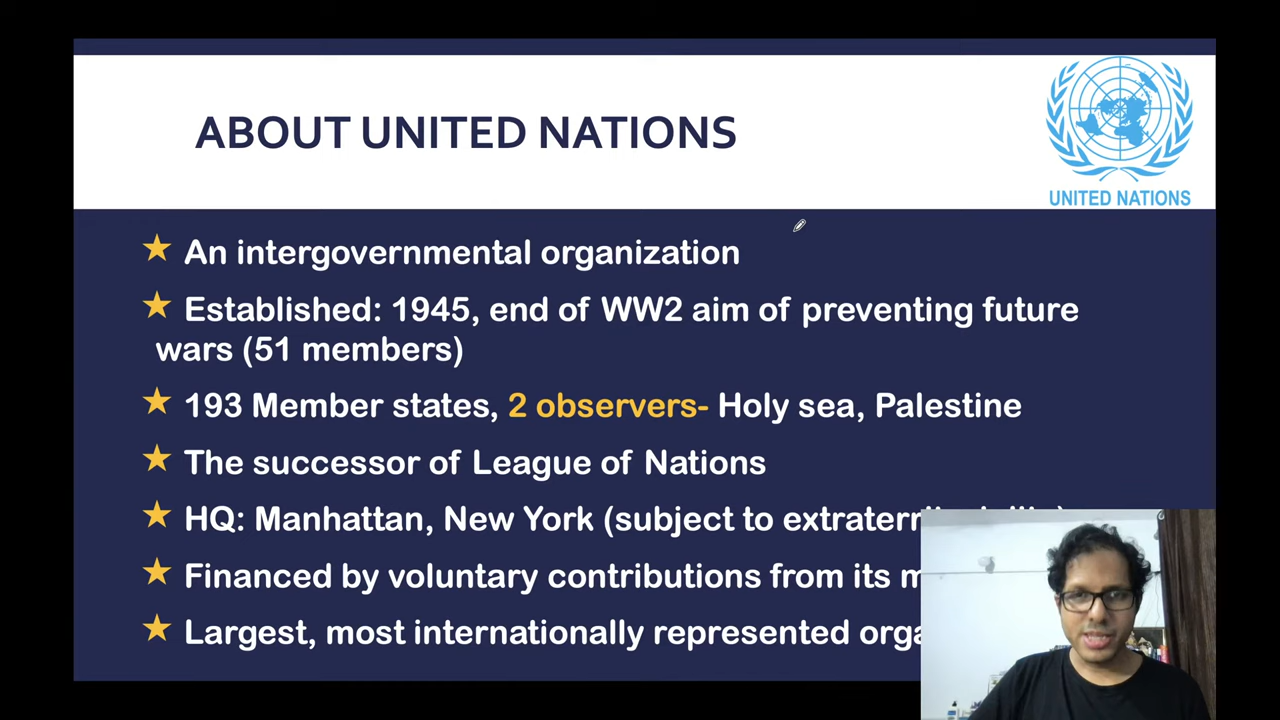 ABOUT UNITED NATIONS
UNITED NATIONS
An intergovernmental organization
Established: 1945, end of WW2 aim of preventing future
wars (51 members)
193 Member states, 2 observers- Holy sea, Palestine
The successor of League of Nations
HQ: Manhattan, New York (subject to
Financed by voluntary contributions from its
Largest, most internationally represented